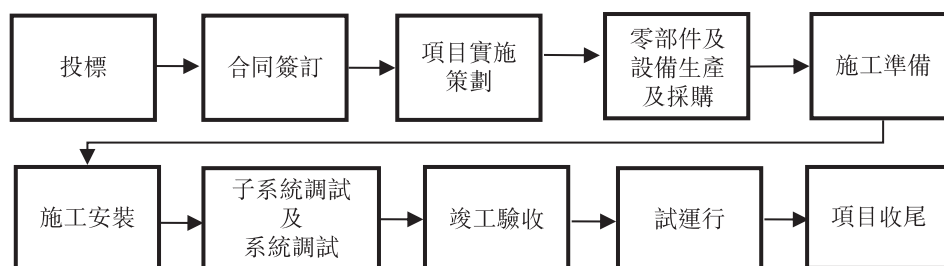 投標
合同簽訂
項目實施
策劃
零部件及
設備生產
及採購
施工準備
施工安裝
子系統調試
及
系統調試
竣工驗收
試運行
項目收尾